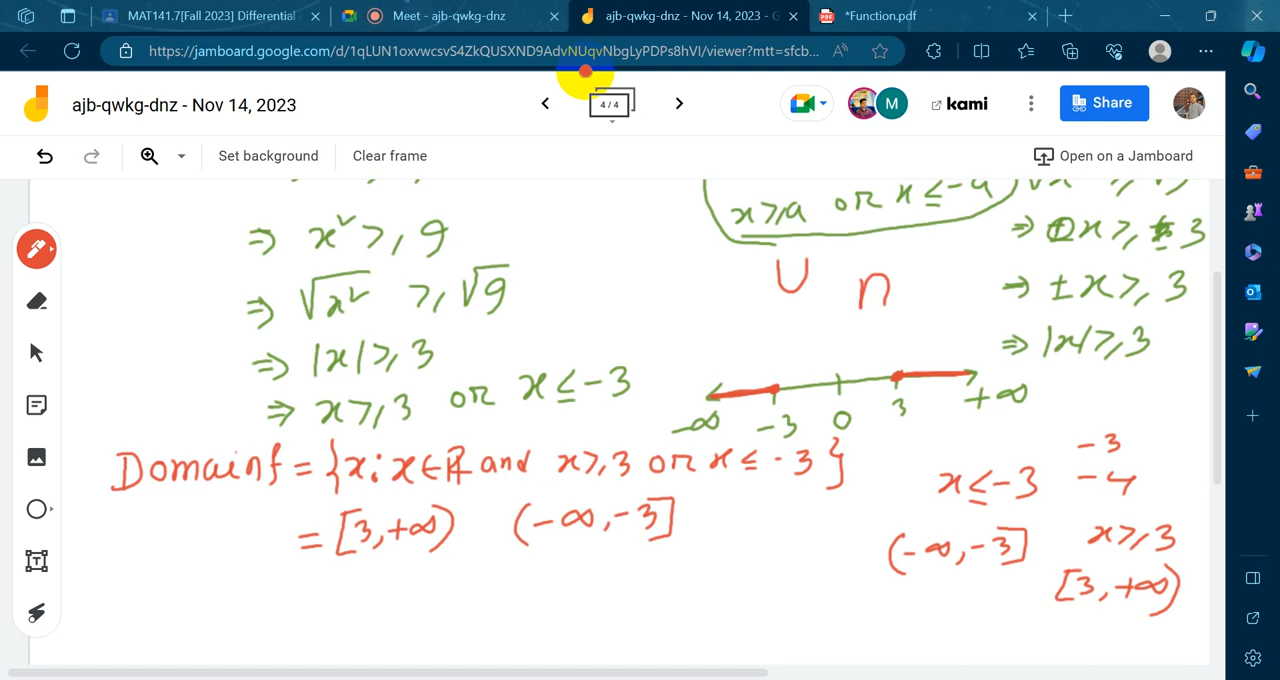 MAT141.7[Fall 2023] Differential
Meet - ajb-qwkg-dnz
ajb-qwkg-dnz - Nov 14, 2023 - G
*Function.pdf
https://jamboard.google.com/d/1qLUN1oxvwcsvS4ZkQUSXND9AdvNUqvNbgLyPDPs8hVI/viewer?mtt=sfcb...
ajb-qwkg-dnz - Nov 14, 2023
4 / 4
M
kami
Share
Set background
Clear frame
Open on a Jamboard
x ≥ a or x ≤ -a
⇒ x² ≥ 9
⇒ ± x ≥ ± 3
⇒ √x² ≥ √9
∪ ∩
⇒ ± x ≥ 3
⇒ |x| ≥ 3
⇒ |x| ≥ 3
⇒ x ≥ 3 or x ≤ -3
-∞ -3 0 3 +∞
Domain f = {x : x ∈ ℝ and x ≥ 3 or x ≤ -3}
= [3, +∞) (-∞, -3]
-3
x ≤ -3 -4
(-∞, -3] x ≥ 3
[3, +∞)